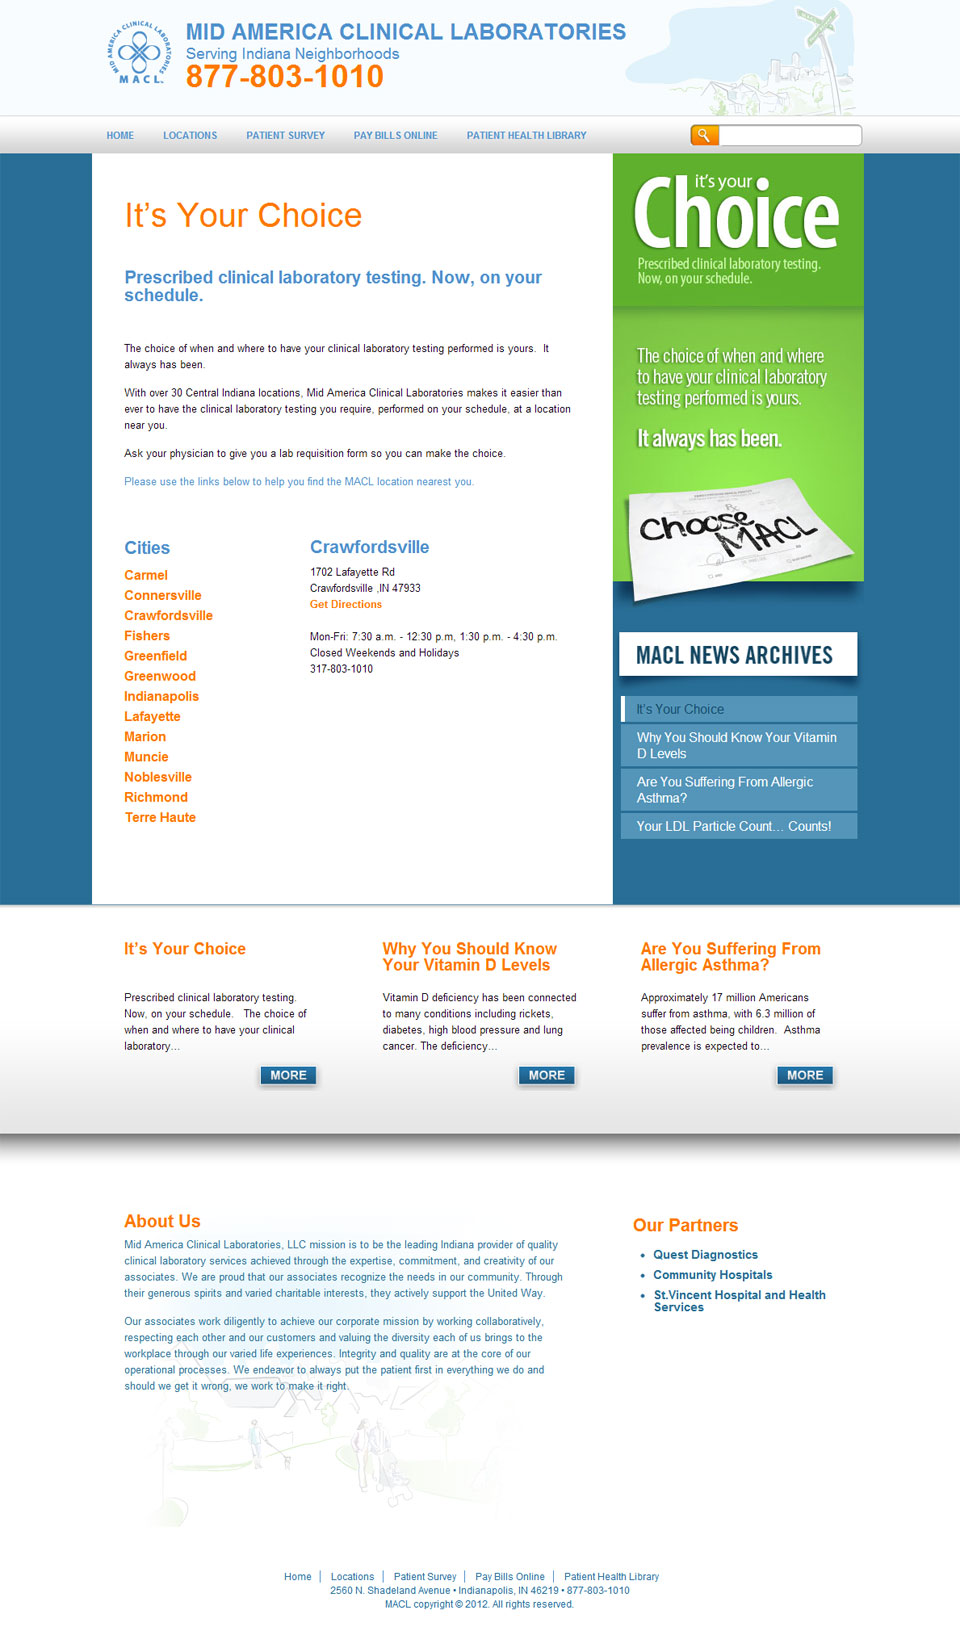 MID AMERICA CLINICAL LABORATORIES
MACL.
MID AMERICA CLINICAL LABORATORIES
Serving Indiana Neighborhoods
877-803-1010
HOME
LOCATIONS
PATIENT SURVEY
PAY BILLS ONLINE
PATIENT HEALTH LIBRARY
It’s Your Choice
Prescribed clinical laboratory testing. Now, on your
schedule.
The choice of when and where to have your clinical laboratory testing performed is yours. It
always has been.
With over 30 Central Indiana locations, Mid America Clinical Laboratories makes it easier than
ever to have the clinical laboratory testing you require, performed on your schedule, at a location
near you.
Ask your physician to give you a lab requisition form so you can make the choice.
Please use the links below to help you find the MACL location nearest you.
Cities
Carmel
Connersville
Crawfordsville
Fishers
Greenfield
Greenwood
Indianapolis
Lafayette
Marion
Muncie
Noblesville
Richmond
Terre Haute
Crawfordsville
1702 Lafayette Rd
Crawfordsville ,IN 47933
Get Directions
Mon-Fri: 7:30 a.m. - 12:30 p.m, 1:30 p.m. - 4:30 p.m.
Closed Weekends and Holidays
317-803-1010
it’s your
Choice
Prescribed clinical laboratory testing.
Now, on your schedule.
The choice of when and where
to have your clinical laboratory
testing performed is yours.
It always has been.
Choose
MACL
MACL NEWS ARCHIVES
It’s Your Choice
Why You Should Know Your Vitamin
D Levels
Are You Suffering From Allergic
Asthma?
Your LDL Particle Count… Counts!
It’s Your Choice
Prescribed clinical laboratory testing.
Now, on your schedule. The choice of
when and where to have your clinical
laboratory…
MORE
Why You Should Know
Your Vitamin D Levels
Vitamin D deficiency has been connected
to many conditions including rickets,
diabetes, high blood pressure and lung
cancer. The deficiency…
MORE
Are You Suffering From
Allergic Asthma?
Approximately 17 million Americans
suffer from asthma, with 6.3 million of
those affected being children. Asthma
prevalence is expected to…
MORE
About Us
Mid America Clinical Laboratories, LLC mission is to be the leading Indiana provider of quality
clinical laboratory services achieved through the expertise, commitment, and creativity of our
associates. We are proud that our associates recognize the needs in our community. Through
their generous spirits and varied charitable interests, they actively support the United Way.
Our associates work diligently to achieve our corporate mission by working collaboratively,
respecting each other and our customers and valuing the diversity each of us brings to the
workplace through our varied life experiences. Integrity and quality are at the core of our
operational processes. We endeavor to always put the patient first in everything we do and
should we get it wrong, we work to make it right.
Our Partners
• Quest Diagnostics
• Community Hospitals
• St.Vincent Hospital and Health
Services
Home | Locations | Patient Survey | Pay Bills Online | Patient Health Library
2560 N. Shadeland Avenue • Indianapolis, IN 46219 • 877-803-1010
MACL copyright © 2012. All rights reserved.